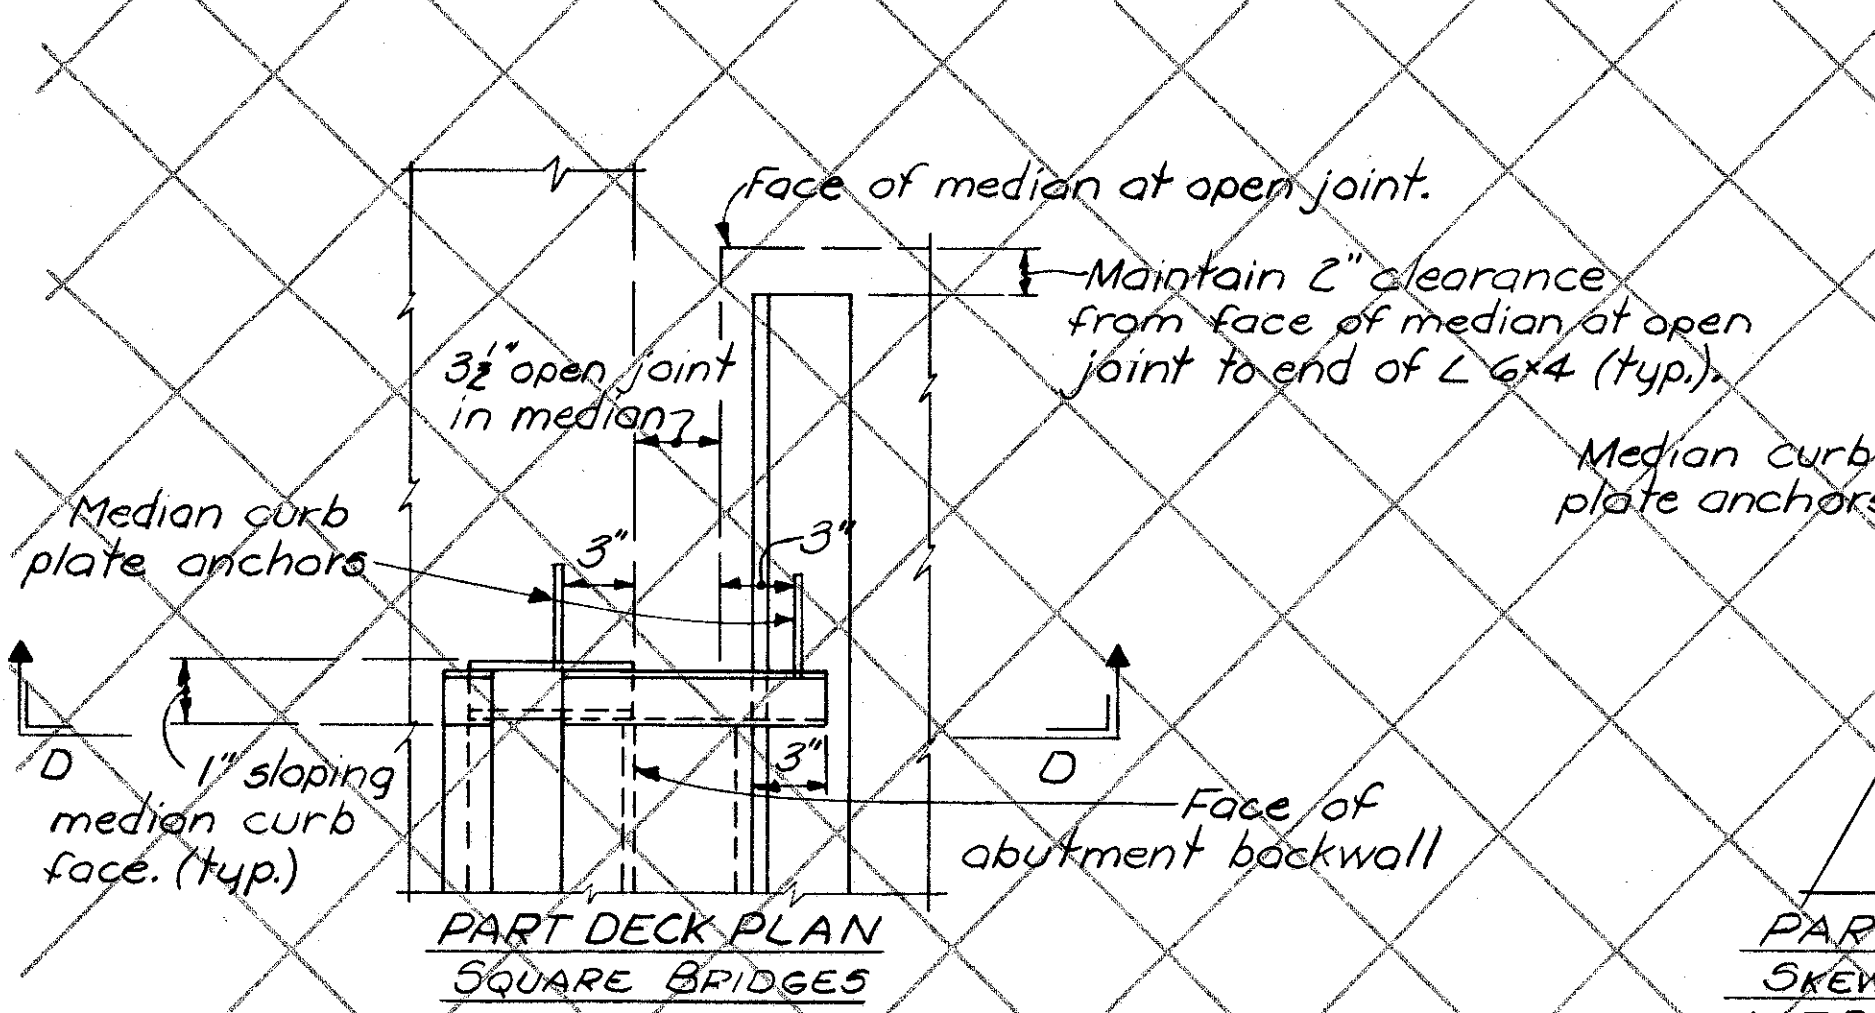 Face of median at open joint.
Maintain 2" clearance
from face of median at open
joint to end of ∠ 6x4 (typ.).
3½" open joint
in median
Median curb
plate anchors
Median curb
plate anchors
3"
3"
D
1" sloping
median curb
face. (typ.)
3"
D
Face of
abutment backwall
PART DECK PLAN
SQUARE BRIDGES
PAR
SKEW